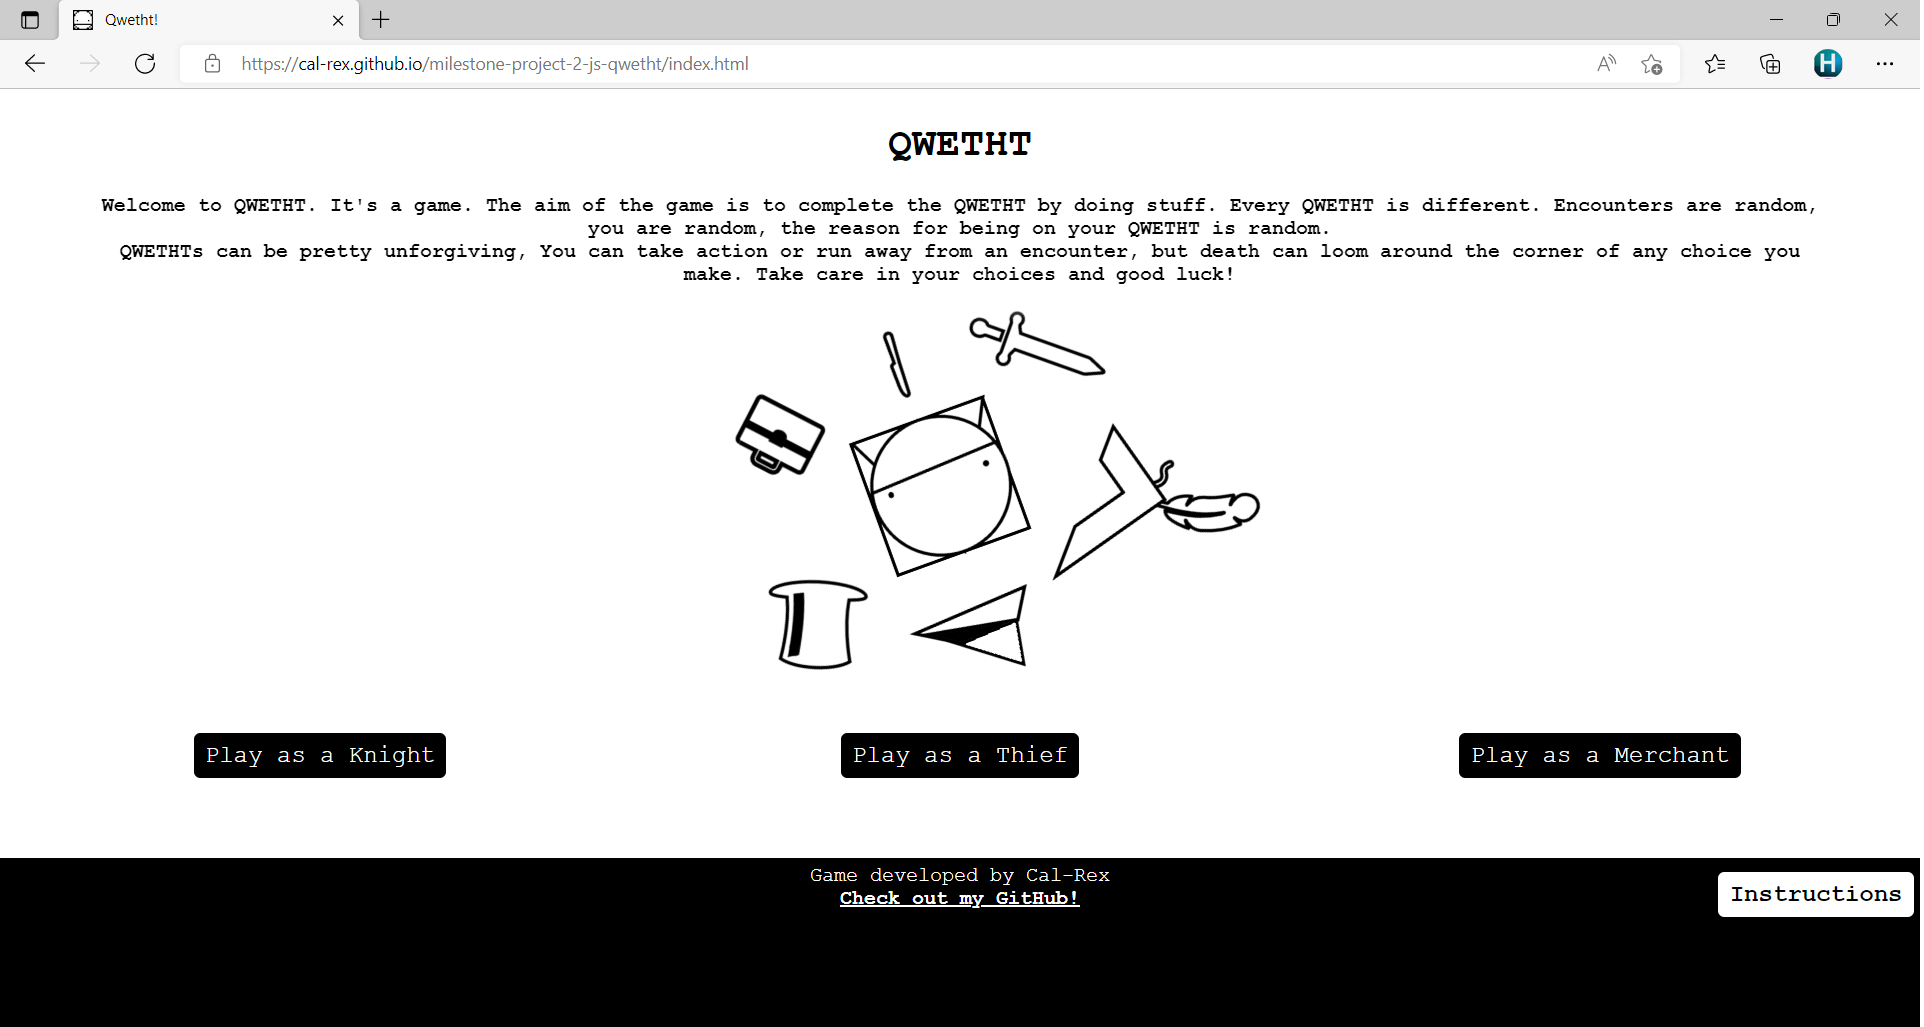 Qwetht!
https://cal-rex.github.io/milestone-project-2-js-qwetht/index.html
A
H
QWETHT
Welcome to QWETHT. It's a game. The aim of the game is to complete the QWETHT by doing stuff. Every QWETHT is different. Encounters are random,
you are random, the reason for being on your QWETHT is random.
QWETHTs can be pretty unforgiving, You can take action or run away from an encounter, but death can loom around the corner of any choice you
make. Take care in your choices and good luck!
Play as a Knight
Play as a Thief
Play as a Merchant
Game developed by Cal-Rex
Check out my GitHub!
Instructions